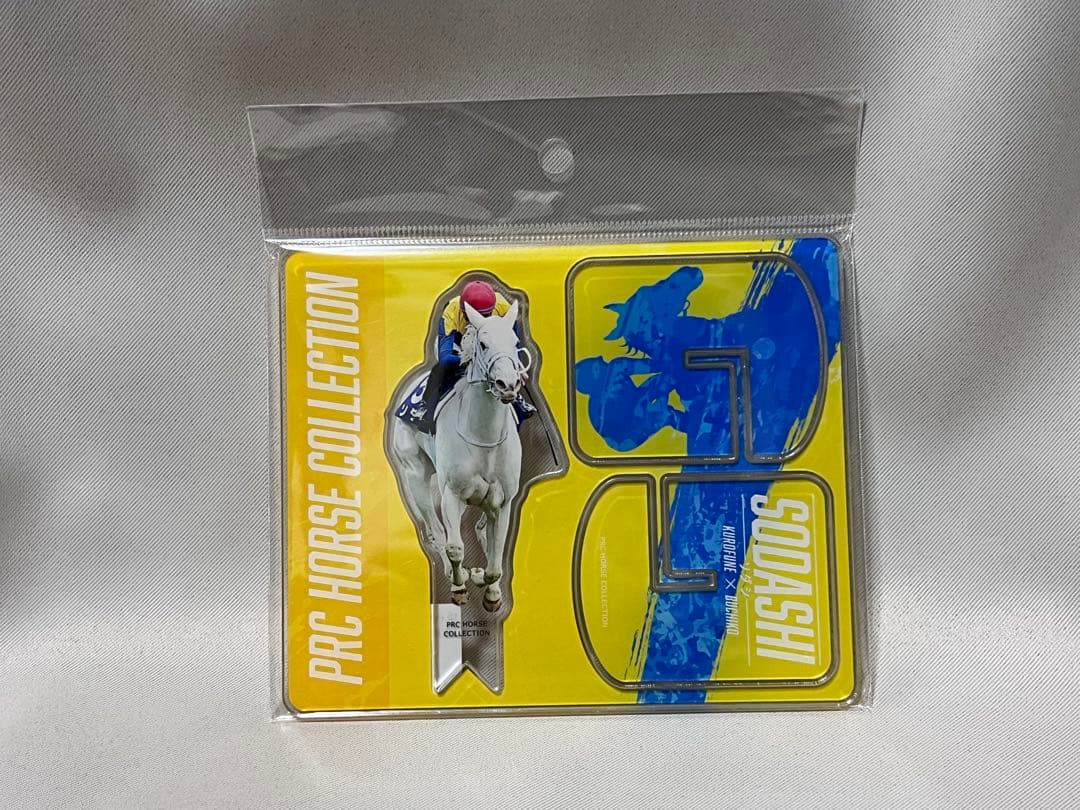 PRC HORSE COLLECTION
PRC HORSE
COLLECTION
SODASHI
ソダシ
KUROFUNE × BUCHIKO
PRC HORSE COLLECTION